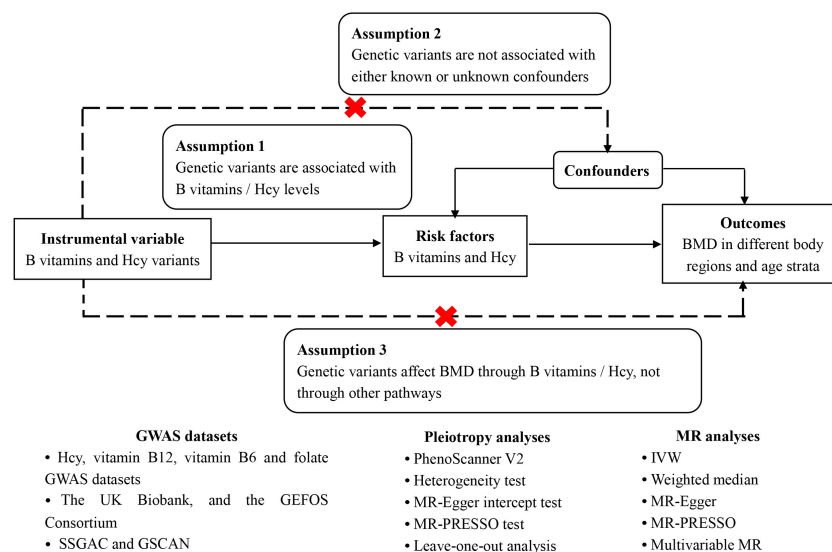 Assumption 2
Genetic variants are not associated with
either known or unknown confounders
Assumption 1
Genetic variants are associated with
B vitamins / Hcy levels
Confounders
Instrumental variable
B vitamins and Hcy variants
Risk factors
B vitamins and Hcy
Outcomes
BMD in different body
regions and age strata
Assumption 3
Genetic variants affect BMD through B vitamins / Hcy, not
through other pathways
GWAS datasets
• Hcy, vitamin B12, vitamin B6 and folate
GWAS datasets
• The UK Biobank, and the GEFOS
Consortium
• SSGAC and GSCAN
Pleiotropy analyses
• PhenoScanner V2
• Heterogeneity test
• MR-Egger intercept test
• MR-PRESSO test
• Leave-one-out analysis
MR analyses
• IVW
• Weighted median
• MR-Egger
• MR-PRESSO
• Multivariable MR